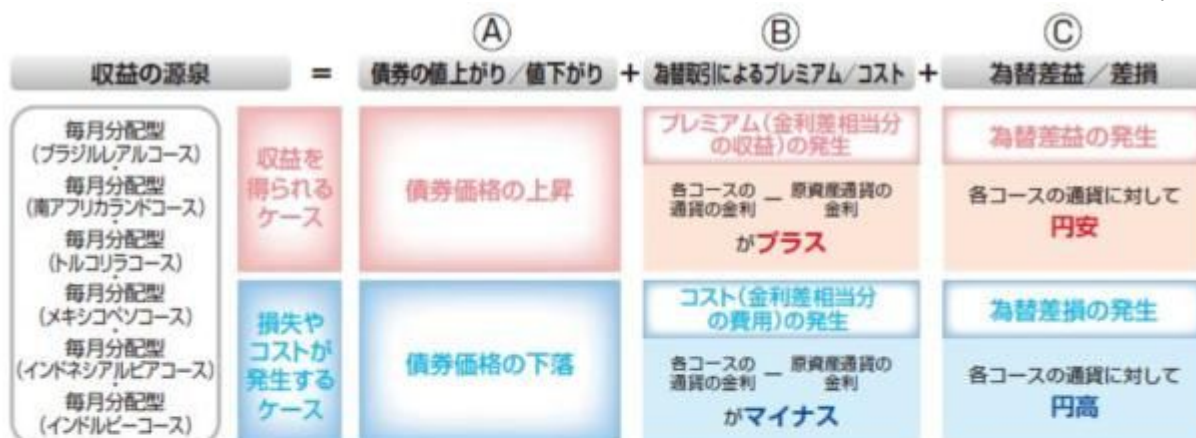 Ⓐ Ⓑ Ⓒ
収益の源泉 = 債券の値上がり/値下がり + 為替取引によるプレミアム/コスト + 為替差益/差損
毎月分配型
(ブラジルレアルコース)
・
毎月分配型
(南アフリカランドコース)
・
毎月分配型
(トルコリラコース)
・
毎月分配型
(メキシコペソコース)
・
毎月分配型
(インドネシアルピアコース)
・
毎月分配型
(インドルピーコース)
収益を
得られる
ケース
債券価格の上昇
プレミアム(金利差相当分
の収益)の発生
各コースの
通貨の金利
ー
原資産通貨の
金利
がプラス
為替差益の発生
各コースの通貨に対して
円安
損失や
コストが
発生する
ケース
債券価格の下落
コスト(金利差相当分
の費用)の発生
各コースの
通貨の金利
ー
原資産通貨の
金利
がマイナス
為替差損の発生
各コースの通貨に対して
円高